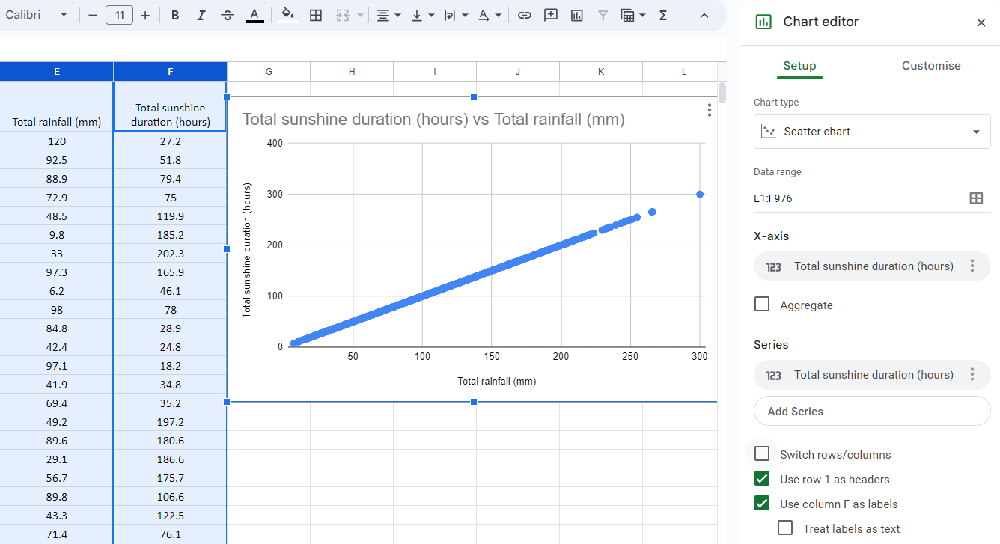 Calibri
11
B
I
A
Chart editor
Setup
Customise
E
F
G
H
I
J
K
L
Total rainfall (mm)
Total sunshine
duration (hours)
120 27.2
92.5 51.8
88.9 79.4
72.9 75
48.5 119.9
9.8 185.2
33 202.3
97.3 165.9
6.2 46.1
98 78
84.8 28.9
42.4 24.8
97.1 18.2
41.9 34.8
69.4 35.2
49.2 197.2
89.6 180.6
29.1 186.6
56.7 175.7
89.8 106.6
43.3 122.5
71.4 76.1
Total sunshine duration (hours) vs Total rainfall (mm)
Total sunshine duration (hours)
400
300
200
100
0
50 100 150 200 250 300
Total rainfall (mm)
Chart type
Scatter chart
Data range
E1:F976
X-axis
123 Total sunshine duration (hours)
Aggregate
Series
123 Total sunshine duration (hours)
Add Series
Switch rows/columns
Use row 1 as headers
Use column F as labels
Treat labels as text